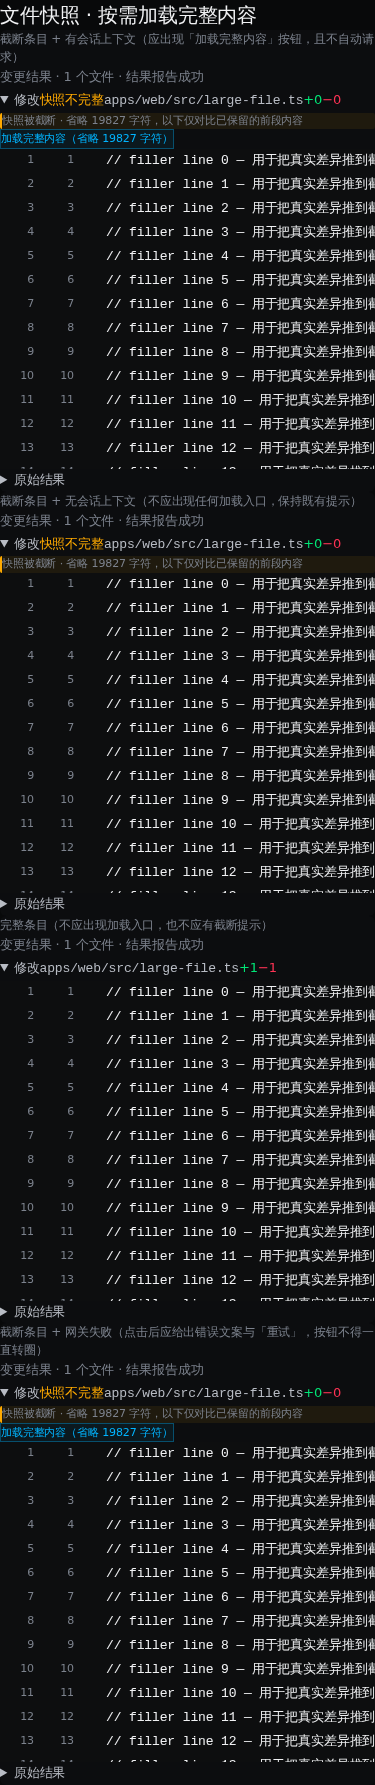 文件快照 · 按需加载完整内容
截断条目 + 有会话上下文（应出现「加载完整内容」按钮，且不自动请
求）
变更结果 · 1 个文件 · 结果报告成功
▼ 修改快照不完整apps/web/src/large-file.ts+0−0
快照被截断 · 省略 19827 字符，以下仅对比已保留的前段内容
加载完整内容（省略 19827 字符）
1 1 // filler line 0 — 用于把真实差异推到截
2 2 // filler line 1 — 用于把真实差异推到截
3 3 // filler line 2 — 用于把真实差异推到截
4 4 // filler line 3 — 用于把真实差异推到截
5 5 // filler line 4 — 用于把真实差异推到截
6 6 // filler line 5 — 用于把真实差异推到截
7 7 // filler line 6 — 用于把真实差异推到截
8 8 // filler line 7 — 用于把真实差异推到截
9 9 // filler line 8 — 用于把真实差异推到截
10 10 // filler line 9 — 用于把真实差异推到截
11 11 // filler line 10 — 用于把真实差异推到
12 12 // filler line 11 — 用于把真实差异推到
13 13 // filler line 12 — 用于把真实差异推到
▶ 原始结果
截断条目 + 无会话上下文（不应出现任何加载入口，保持既有提示）
变更结果 · 1 个文件 · 结果报告成功
▼ 修改快照不完整apps/web/src/large-file.ts+0−0
快照被截断 · 省略 19827 字符，以下仅对比已保留的前段内容
1 1 // filler line 0 — 用于把真实差异推到截
2 2 // filler line 1 — 用于把真实差异推到截
3 3 // filler line 2 — 用于把真实差异推到截
4 4 // filler line 3 — 用于把真实差异推到截
5 5 // filler line 4 — 用于把真实差异推到截
6 6 // filler line 5 — 用于把真实差异推到截
7 7 // filler line 6 — 用于把真实差异推到截
8 8 // filler line 7 — 用于把真实差异推到截
9 9 // filler line 8 — 用于把真实差异推到截
10 10 // filler line 9 — 用于把真实差异推到截
11 11 // filler line 10 — 用于把真实差异推到
12 12 // filler line 11 — 用于把真实差异推到
13 13 // filler line 12 — 用于把真实差异推到
▶ 原始结果
完整条目（不应出现加载入口，也不应有截断提示）
变更结果 · 1 个文件 · 结果报告成功
▼ 修改apps/web/src/large-file.ts+1−1
1 1 // filler line 0 — 用于把真实差异推到截
2 2 // filler line 1 — 用于把真实差异推到截
3 3 // filler line 2 — 用于把真实差异推到截
4 4 // filler line 3 — 用于把真实差异推到截
5 5 // filler line 4 — 用于把真实差异推到截
6 6 // filler line 5 — 用于把真实差异推到截
7 7 // filler line 6 — 用于把真实差异推到截
8 8 // filler line 7 — 用于把真实差异推到截
9 9 // filler line 8 — 用于把真实差异推到截
10 10 // filler line 9 — 用于把真实差异推到截
11 11 // filler line 10 — 用于把真实差异推到
12 12 // filler line 11 — 用于把真实差异推到
13 13 // filler line 12 — 用于把真实差异推到
▶ 原始结果
截断条目 + 网关失败（点击后应给出错误文案与「重试」，按钮不得一
直转圈）
变更结果 · 1 个文件 · 结果报告成功
▼ 修改快照不完整apps/web/src/large-file.ts+0−0
快照被截断 · 省略 19827 字符，以下仅对比已保留的前段内容
加载完整内容（省略 19827 字符）
1 1 // filler line 0 — 用于把真实差异推到截
2 2 // filler line 1 — 用于把真实差异推到截
3 3 // filler line 2 — 用于把真实差异推到截
4 4 // filler line 3 — 用于把真实差异推到截
5 5 // filler line 4 — 用于把真实差异推到截
6 6 // filler line 5 — 用于把真实差异推到截
7 7 // filler line 6 — 用于把真实差异推到截
8 8 // filler line 7 — 用于把真实差异推到截
9 9 // filler line 8 — 用于把真实差异推到截
10 10 // filler line 9 — 用于把真实差异推到截
11 11 // filler line 10 — 用于把真实差异推到
12 12 // filler line 11 — 用于把真实差异推到
13 13 // filler line 12 — 用于把真实差异推到
▶ 原始结果